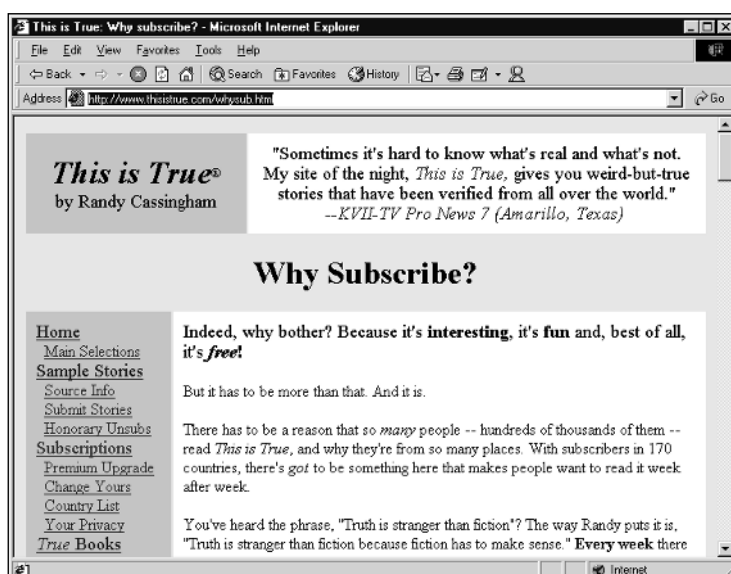 This is True: Why subscribe? - Microsoft Internet Explorer
File Edit View Favorites Tools Help
Back Search Favorites History
Address http://www.thisistrue.com/whysub.html Go
This is True®
by Randy Cassingham
"Sometimes it's hard to know what's real and what's not.
My site of the night, This is True, gives you weird-but-true
stories that have been verified from all over the world."
--KVII-TV Pro News 7 (Amarillo, Texas)
Why Subscribe?
Home
Main Selections
Sample Stories
Source Info
Submit Stories
Honorary Unsubs
Subscriptions
Premium Upgrade
Change Yours
Country List
Your Privacy
True Books
Indeed, why bother? Because it's interesting, it's fun and, best of all,
it's free!
But it has to be more than that. And it is.
There has to be a reason that so many people -- hundreds of thousands of them --
read This is True, and why they're from so many places. With subscribers in 170
countries, there's got to be something here that makes people want to read it week
after week.
You've heard the phrase, "Truth is stranger than fiction"? The way Randy puts it is,
"Truth is stranger than fiction because fiction has to make sense." Every week there
Internet